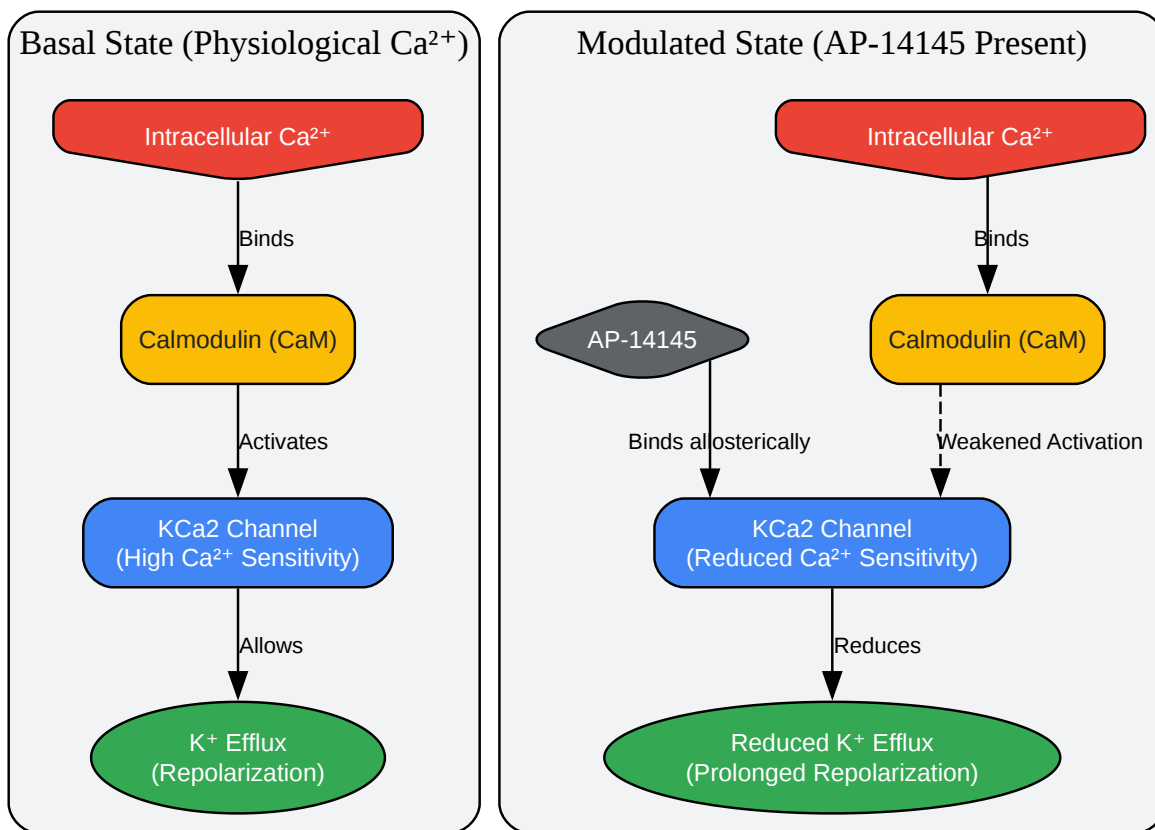 Basal State (Physiological Ca²⁺)
Intracellular Ca²⁺
Binds
Calmodulin (CaM)
Activates
KCa2 Channel
(High Ca²⁺ Sensitivity)
Allows
K⁺ Efflux
(Repolarization)
Modulated State (AP-14145 Present)
Intracellular Ca²⁺
Binds
AP-14145
Calmodulin (CaM)
Binds allosterically
Weakened Activation
KCa2 Channel
(Reduced Ca²⁺ Sensitivity)
Reduces
Reduced K⁺ Efflux
(Prolonged Repolarization)